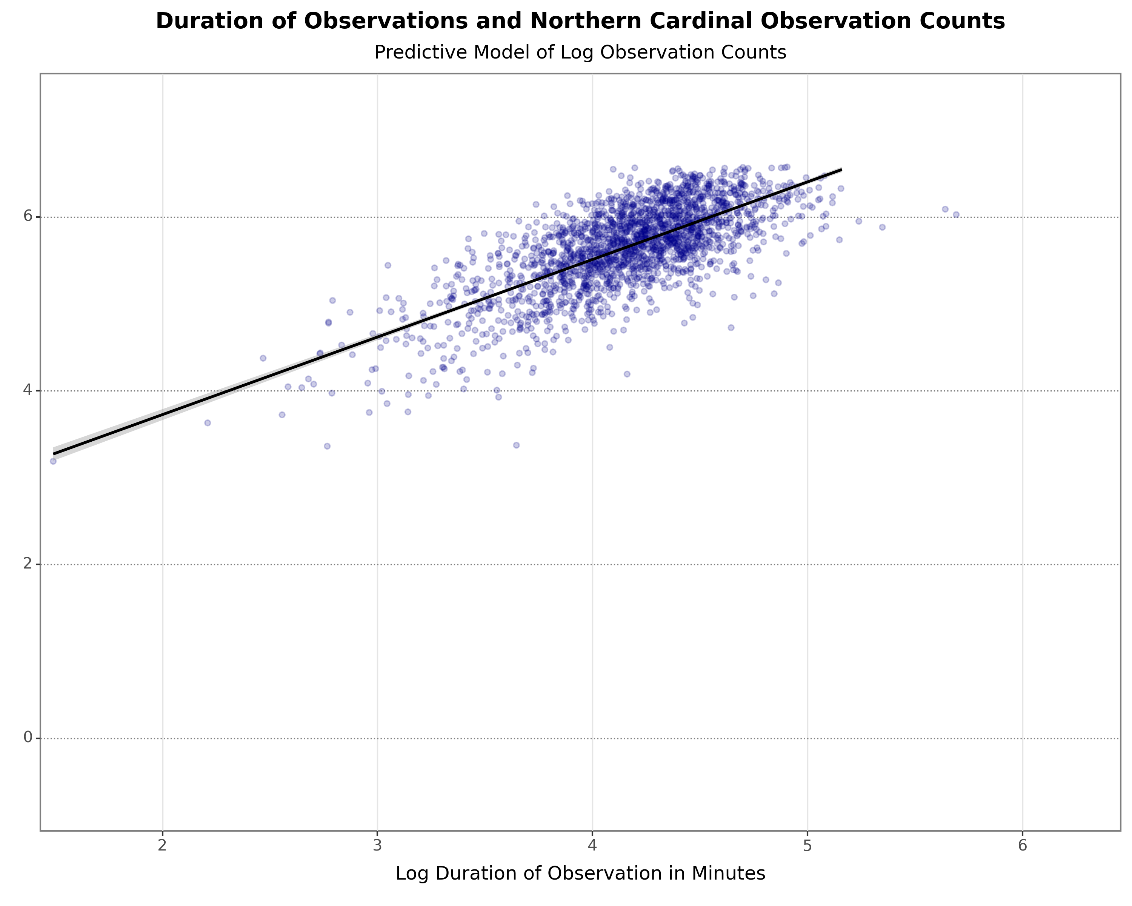 Duration of Observations and Northern Cardinal Observation Counts
Predictive Model of Log Observation Counts
6
4
2
0
2 3 4 5 6
Log Duration of Observation in Minutes